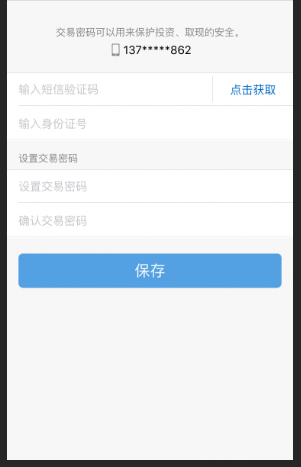 交易密码可以用来保护投资、取现的安全。
137*****862
输入短信验证码 点击获取
输入身份证号
设置交易密码
设置交易密码
确认交易密码
保存